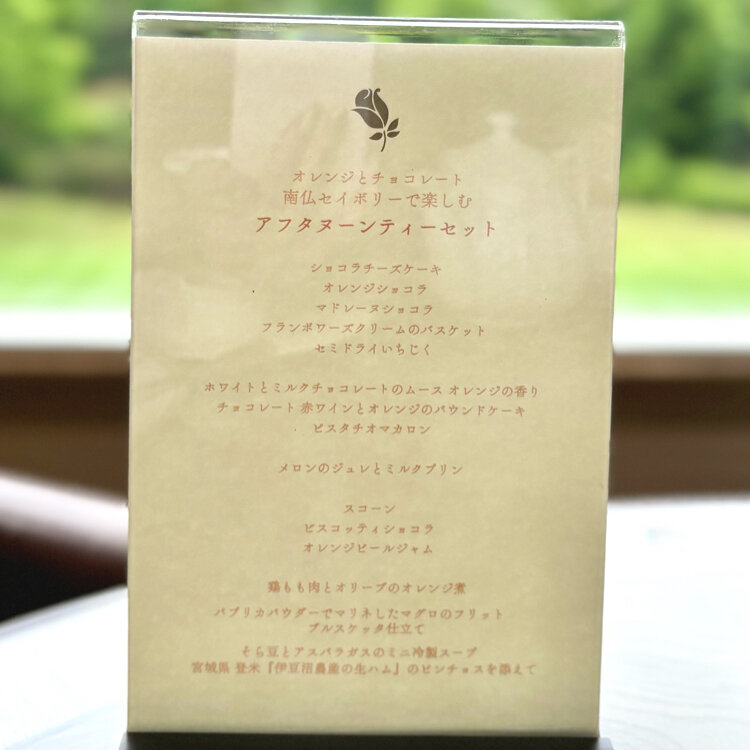 オレンジとチョコレート
南仏セイボリーで楽しむ
アフタヌーンティーセット
ショコラチーズケーキ
オレンジショコラ
マドレーヌショコラ
フランボワーズクリームのバスケット
セミドライいちじく
ホワイトとミルクチョコレートのムース オレンジの香り
チョコレート 赤ワインとオレンジのパウンドケーキ
ピスタチオマカロン
メロンのジュレとミルクプリン
スコーン
ビスコッティショコラ
オレンジピールジャム
鶏もも肉とオリーブのオレンジ煮
パプリカパウダーでマリネしたマグロのフリット
ブルスケッタ仕立て
そら豆とアスパラガスのミニ冷製スープ
宮城県 登米『伊豆沼農産の生ハム』のピンチョスを添えて